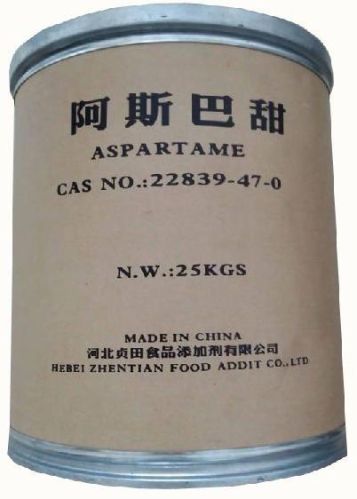 阿斯巴甜
ASPARTAME
CAS NO.:22839-47-0
N.W.:25KGS
MADE IN CHINA
河北贞田食品添加剂有限公司
HEBEI ZHENTIAN FOOD ADDIT CO.,LTD